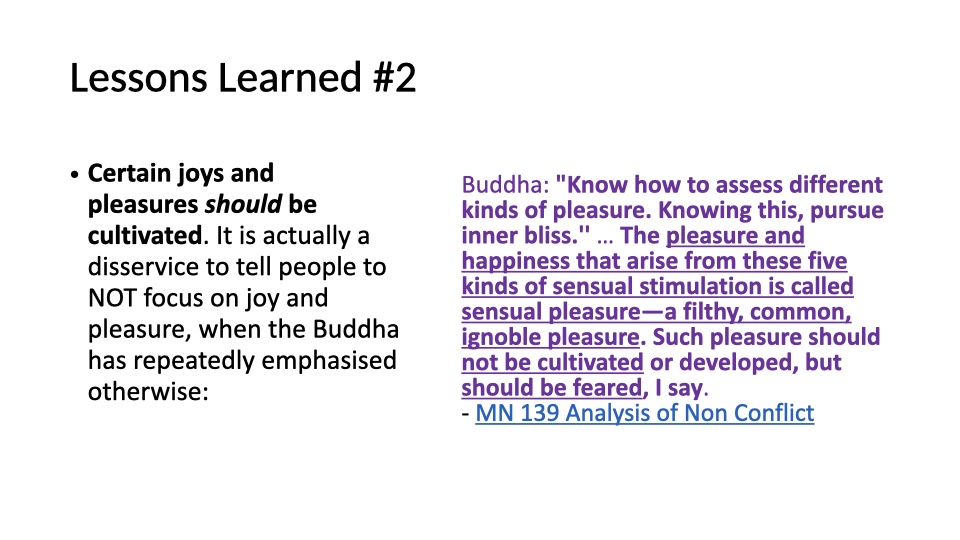 Lessons Learned #2
• Certain joys and
pleasures should be
cultivated. It is actually a
disservice to tell people to
NOT focus on joy and
pleasure, when the Buddha
has repeatedly emphasised
otherwise:
Buddha: "Know how to assess different
kinds of pleasure. Knowing this, pursue
inner bliss.'' … The pleasure and
happiness that arise from these five
kinds of sensual stimulation is called
sensual pleasure—a filthy, common,
ignoble pleasure. Such pleasure should
not be cultivated or developed, but
should be feared, I say.
- MN 139 Analysis of Non Conflict